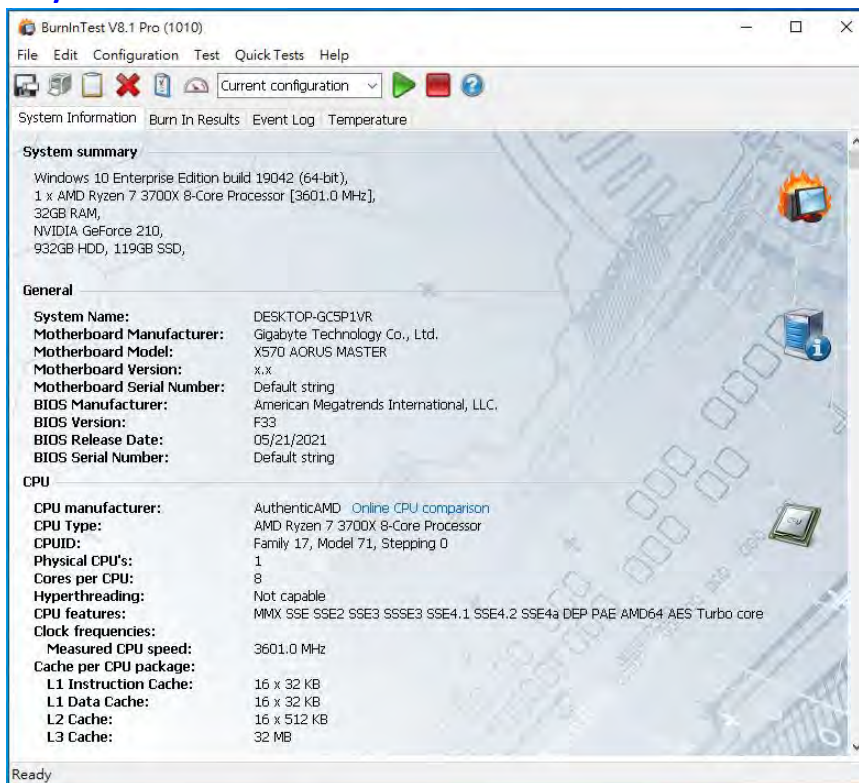 BurnInTest V8.1 Pro (1010)
File Edit Configuration Test Quick Tests Help
Current configuration
System Information Burn In Results Event Log Temperature
System summary
Windows 10 Enterprise Edition build 19042 (64-bit),
1 x AMD Ryzen 7 3700X 8-Core Processor [3601.0 MHz],
32GB RAM,
NVIDIA GeForce 210,
932GB HDD, 119GB SSD,
General
System Name: DESKTOP-GC5P1VR
Motherboard Manufacturer: Gigabyte Technology Co., Ltd.
Motherboard Model: X570 AORUS MASTER
Motherboard Version: x.x
Motherboard Serial Number: Default string
BIOS Manufacturer: American Megatrends International, LLC.
BIOS Version: F33
BIOS Release Date: 05/21/2021
BIOS Serial Number: Default string
CPU
CPU manufacturer: AuthenticAMD Online CPU comparison
CPU Type: AMD Ryzen 7 3700X 8-Core Processor
CPUID: Family 17, Model 71, Stepping 0
Physical CPU's: 1
Cores per CPU: 8
Hyperthreading: Not capable
CPU features: MMX SSE SSE2 SSE3 SSSE3 SSE4.1 SSE4.2 SSE4a DEP PAE AMD64 AES Turbo core
Clock frequencies:
Measured CPU speed: 3601.0 MHz
Cache per CPU package:
L1 Instruction Cache: 16 x 32 KB
L1 Data Cache: 16 x 32 KB
L2 Cache: 16 x 512 KB
L3 Cache: 32 MB
Ready